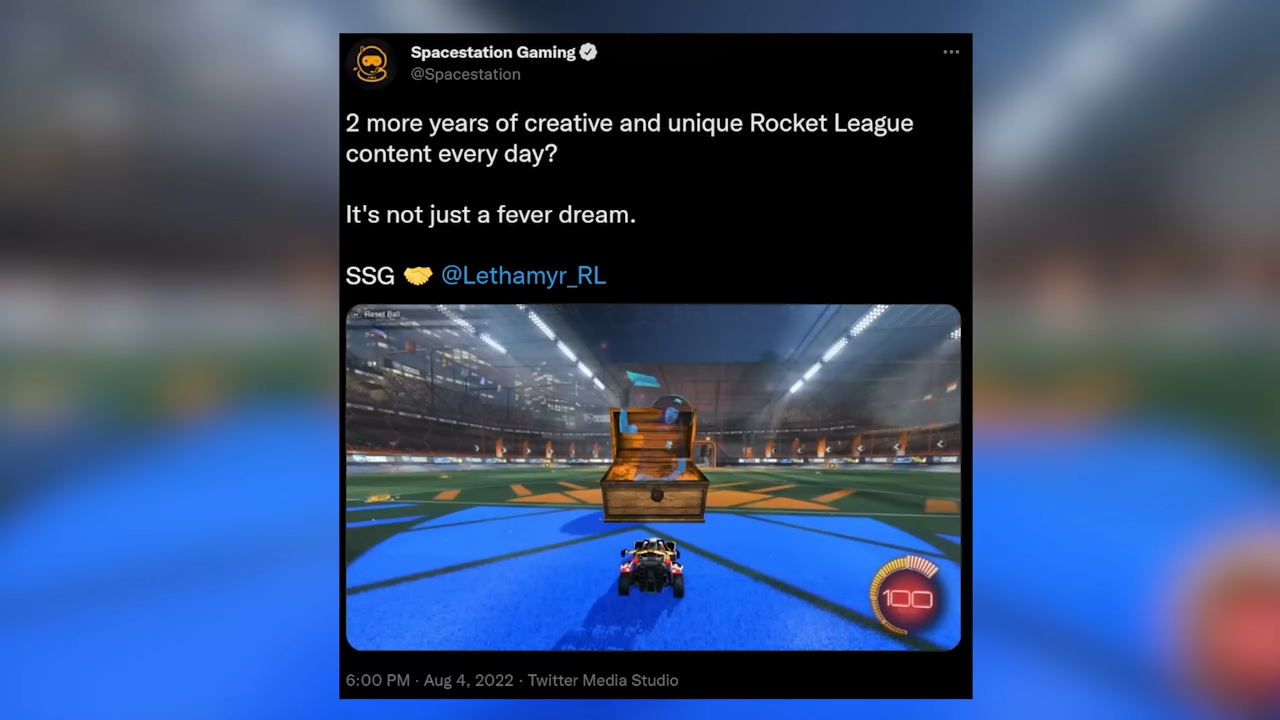 Spacestation Gaming
@Spacestation
2 more years of creative and unique Rocket League
content every day?
It's not just a fever dream.
SSG 🤝 @Lethamyr_RL
Reset Ball
100
6:00 PM · Aug 4, 2022 · Twitter Media Studio